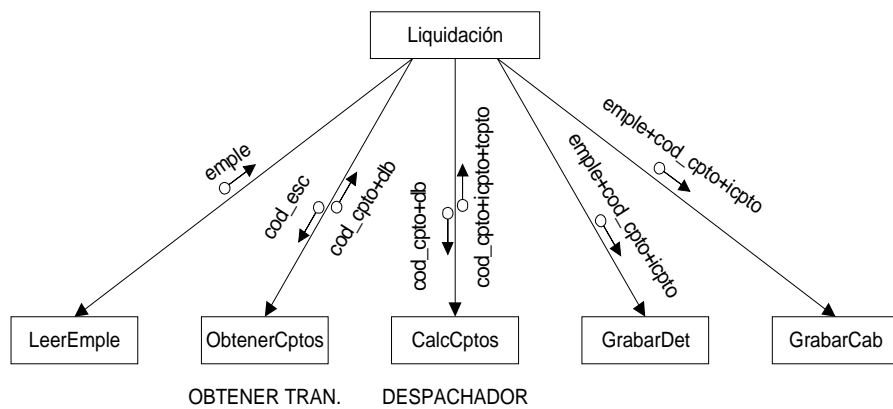 Liquidación
emple
cod_esc
cod_cpto+db
cod_cpto+db
cod_cpto+icpto+tcpto
emple+cod_cpto+icpto
emple+cod_cpto+icpto
LeerEmple
ObtenerCptos
CalcCptos
GrabarDet
GrabarCab
OBTENER TRAN.
DESPACHADOR